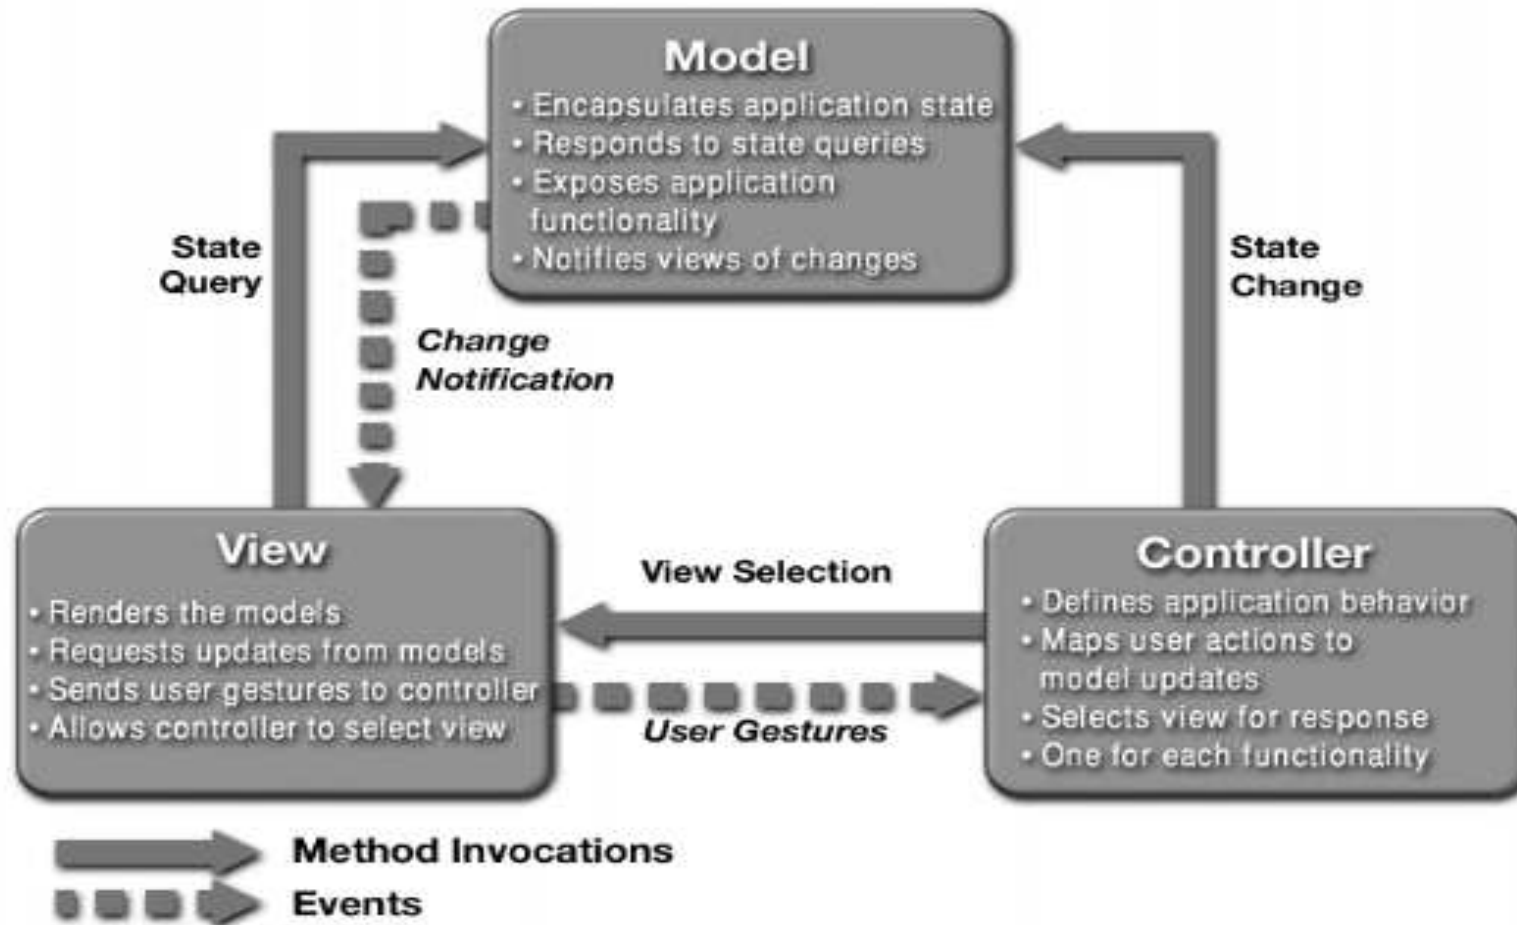 Model
• Encapsulates application state
• Responds to state queries
• Exposes application
functionality
• Notifies views of changes
State
Query
State
Change
Change
Notification
View
• Renders the models
• Requests updates from models
• Sends user gestures to controller
• Allows controller to select view
View Selection
User Gestures
Controller
• Defines application behavior
• Maps user actions to
model updates
• Selects view for response
• One for each functionality
Method Invocations
Events